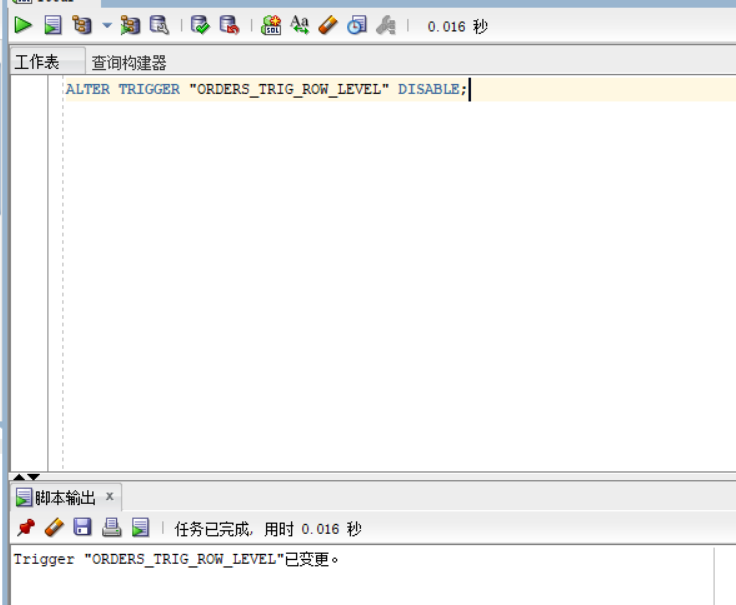 0.016 秒
工作表 查询构建器
ALTER TRIGGER "ORDERS_TRIG_ROW_LEVEL" DISABLE;
脚本输出 x
任务已完成, 用时 0.016 秒
Trigger "ORDERS_TRIG_ROW_LEVEL"已变更。